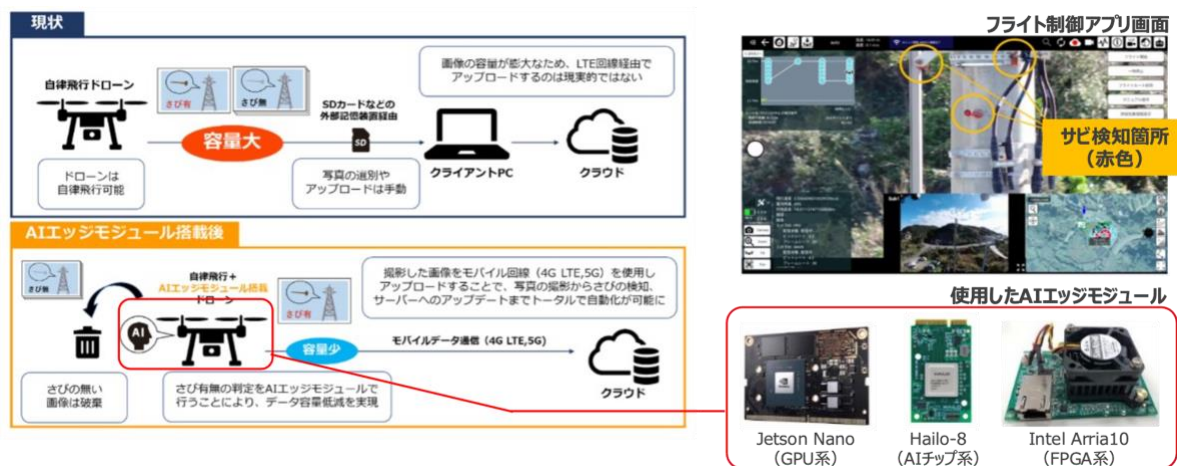 現状
自律飛行ドローン
さび有
さび無
容量大
ドローンは
自律飛行可能
SDカードなどの
外部記憶装置経由
SD
写真の選別や
アップロードは手動
画像の容量が膨大なため、LTE回線経由で
アップロードするのは現実的ではない
クライアントPC
クラウド
AIエッジモジュール搭載後
さび無
さびの無い
画像は破棄
自律飛行+
AIエッジモジュール搭載
ドローン
AI
さび有
容量少
さび有無の判定をAIエッジモジュールで
行うことにより、データ容量低減を実現
撮影した画像をモバイル回線（4G LTE,5G）を使用し
アップロードすることで、写真の撮影からさびの検知、
サーバーへのアップデートまでトータルで自動化が可能に
モバイルデータ通信（4G LTE,5G）
クラウド
フライト制御アプリ画面
サビ検知箇所
（赤色）
使用したAIエッジモジュール
Jetson Nano
（GPU系）
Hailo-8
（AIチップ系）
Intel Arria10
（FPGA系）